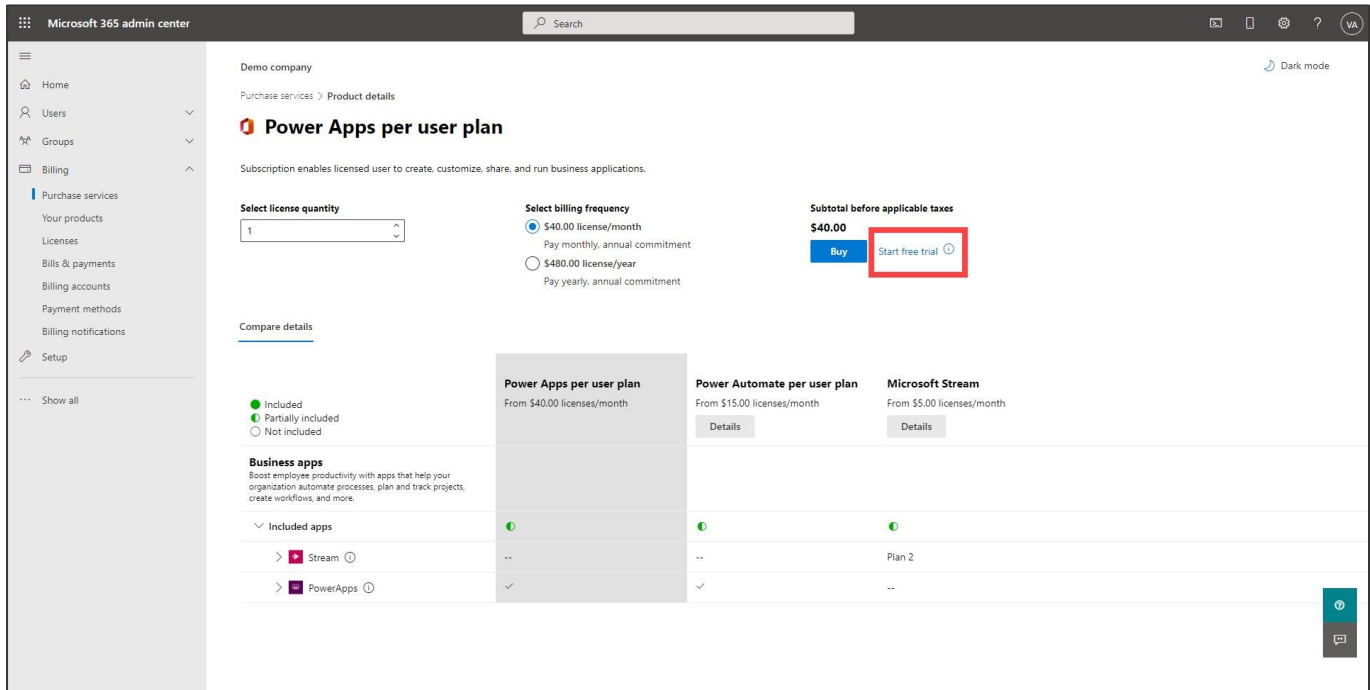 Microsoft 365 admin center
Search
VA
Home
Users
Groups
Billing
Purchase services
Your products
Licenses
Bills & payments
Billing accounts
Payment methods
Billing notifications
Setup
Show all
Demo company
Dark mode
Purchase services > Product details
Power Apps per user plan
Subscription enables licensed user to create, customize, share, and run business applications.
Select license quantity
1
Select billing frequency
$40.00 license/month
Pay monthly, annual commitment
$480.00 license/year
Pay yearly, annual commitment
Subtotal before applicable taxes
$40.00
Buy
Start free trial
Compare details
Included
Partially included
Not included
Power Apps per user plan
From $40.00 licenses/month
Power Automate per user plan
From $15.00 licenses/month
Details
Microsoft Stream
From $5.00 licenses/month
Details
Business apps
Boost employee productivity with apps that help your
organization automate processes, plan and track projects,
create workflows, and more.
Included apps
Stream
--
--
Plan 2
PowerApps
--